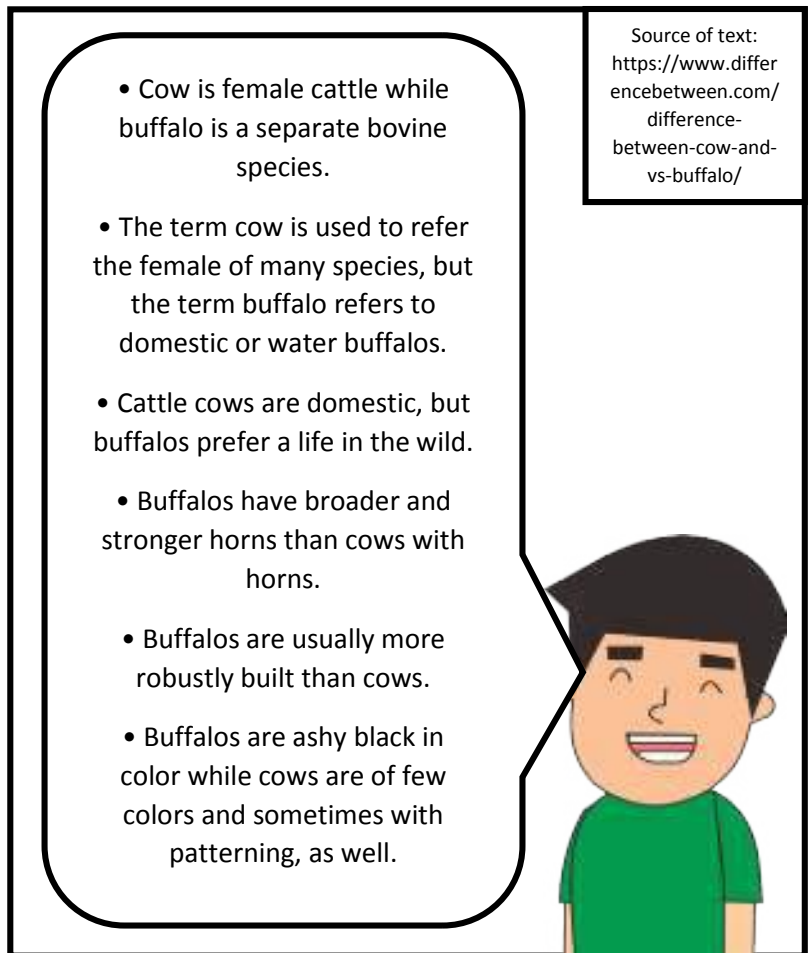 • Cow is female cattle while
buffalo is a separate bovine
species.
• The term cow is used to refer
the female of many species, but
the term buffalo refers to
domestic or water buffalos.
• Cattle cows are domestic, but
buffalos prefer a life in the wild.
• Buffalos have broader and
stronger horns than cows with
horns.
• Buffalos are usually more
robustly built than cows.
• Buffalos are ashy black in
color while cows are of few
colors and sometimes with
patterning, as well.
Source of text:
https://www.differ
encebetween.com/
difference-
between-cow-and-
vs-buffalo/